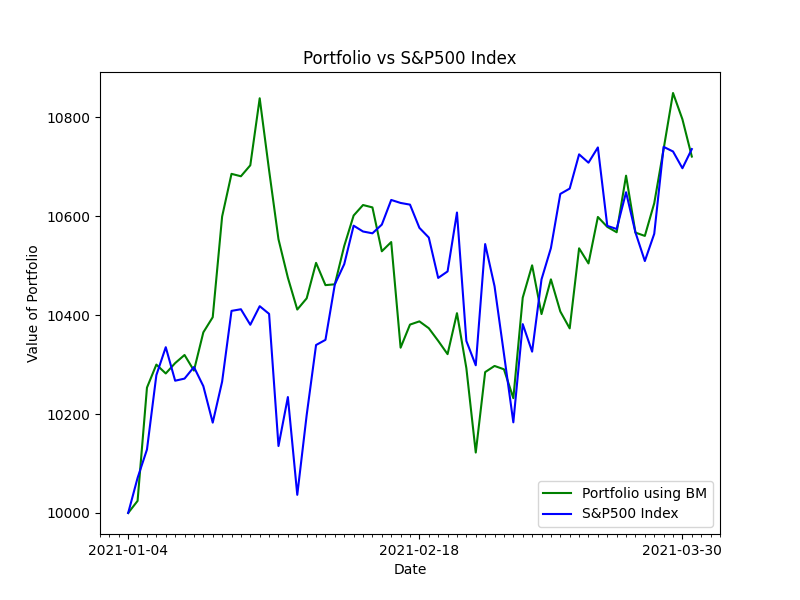 Portfolio vs S&P500 Index
10800
10600
10400
10200
10000
Value of Portfolio
Portfolio using BM
S&P500 Index
2021-01-04
2021-02-18
2021-03-30
Date